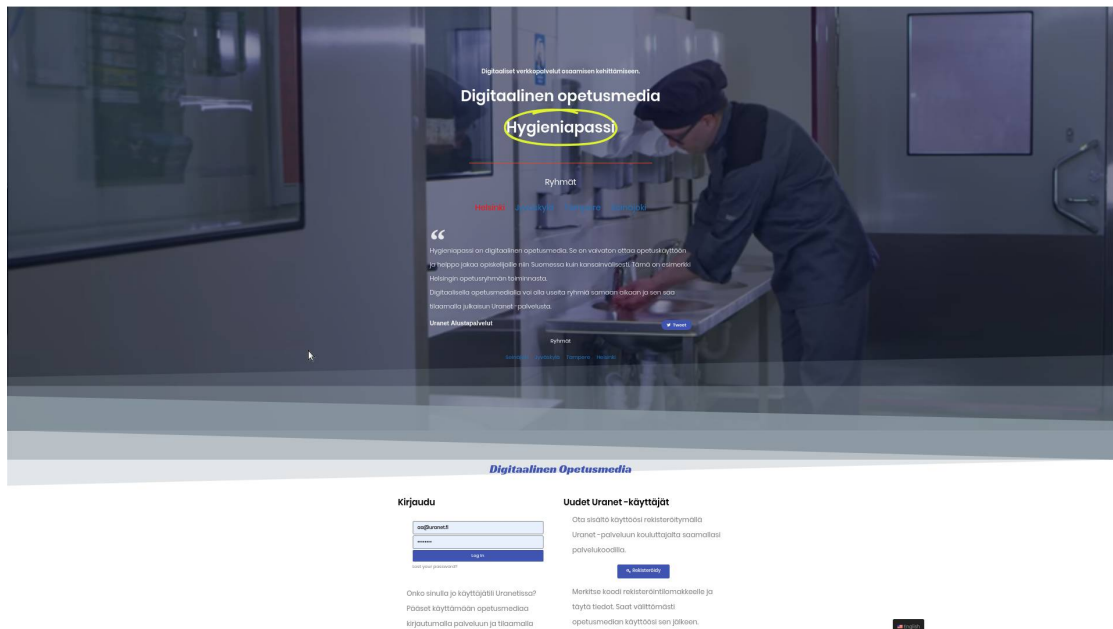 Digitaaliset verkkopalvelut osaamisen kehittämiseen.
Digitaalinen opetusmedia
Hygieniapassi
Ryhmät
Helsinki
“
Hygieniapassi on digitaalinen opetusmedia. Se on vaivaton ottaa opetuskäyttöön
ja helppo jakaa opiskelijoille niin Suomessa kuin kansainvälisesti. Tämä on esimerkki
Helsingin opetusryhmän toiminnasta.
Digitaalisella opetusmedialla voi olla useita ryhmiä samaan aikaan ja sen saa
tilaamalla julkaisun Uranet -palvelusta.
Uranet Alustapalvelut
Tweet
Ryhmät
Tampere Helsinki
Digitaalinen Opetusmedia
Kirjaudu
aa@uranet.fi
••••••••
Log In
Lost your password?
Onko sinulla jo käyttäjätili Uranetissa?
Pääset käyttämään opetusmediaa
kirjautumalla palveluun ja tilaamalla
Uudet Uranet -käyttäjät
Ota sisältö käyttöösi rekisteröitymällä
Uranet -palveluun kouluttajalta saamallasi
palvelukoodilla.
Rekisteröidy
Merkitse koodi rekisteröintilomakkeelle ja
täytä tiedot. Saat välittömästi
opetusmedian käyttöösi sen jälkeen.
English